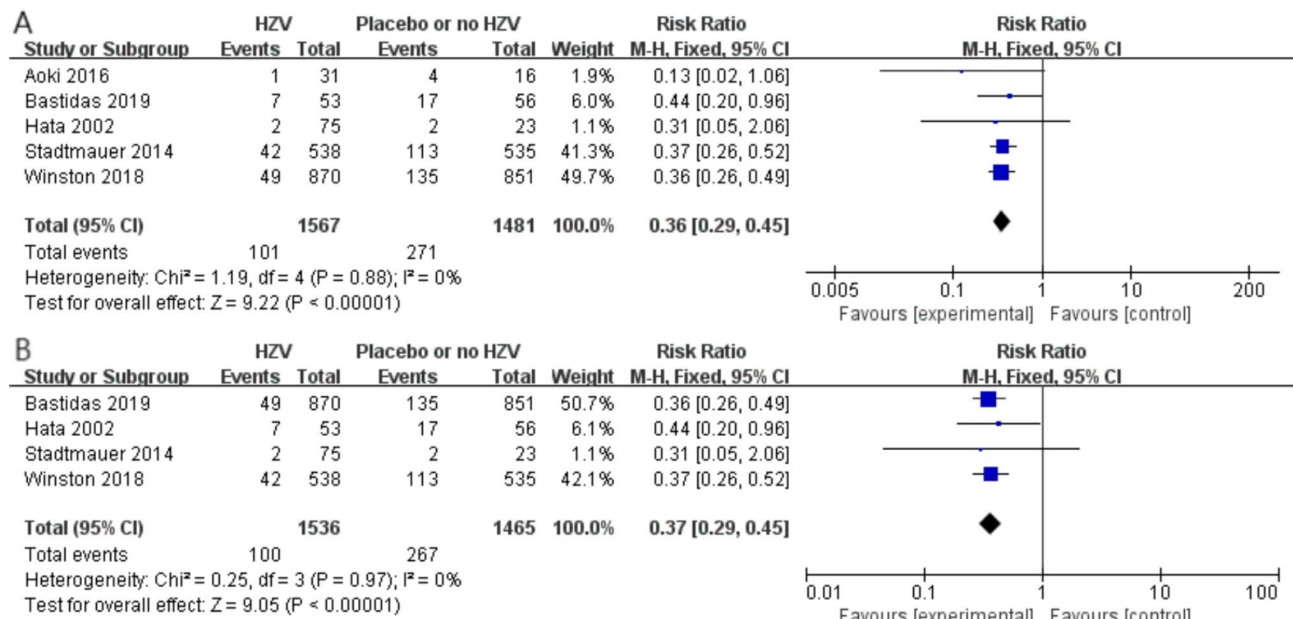 A
HZV Placebo or no HZV Risk Ratio Risk Ratio
Study or Subgroup Events Total Events Total Weight M-H, Fixed, 95% CI M-H, Fixed, 95% CI
Aoki 2016 1 31 4 16 1.9% 0.13 [0.02, 1.06]
Bastidas 2019 7 53 17 56 6.0% 0.44 [0.20, 0.96]
Hata 2002 2 75 2 23 1.1% 0.31 [0.05, 2.06]
Stadtmauer 2014 42 538 113 535 41.3% 0.37 [0.26, 0.52]
Winston 2018 49 870 135 851 49.7% 0.36 [0.26, 0.49]
Total (95% CI) 1567 1481 100.0% 0.36 [0.29, 0.45]
Total events 101 271
Heterogeneity: Chi² = 1.19, df = 4 (P = 0.88); I² = 0%
Test for overall effect: Z = 9.22 (P < 0.00001)
0.005 0.1 1 10 200
Favours [experimental] Favours [control]
B
HZV Placebo or no HZV Risk Ratio Risk Ratio
Study or Subgroup Events Total Events Total Weight M-H, Fixed, 95% CI M-H, Fixed, 95% CI
Bastidas 2019 49 870 135 851 50.7% 0.36 [0.26, 0.49]
Hata 2002 7 53 17 56 6.1% 0.44 [0.20, 0.96]
Stadtmauer 2014 2 75 2 23 1.1% 0.31 [0.05, 2.06]
Winston 2018 42 538 113 535 42.1% 0.37 [0.26, 0.52]
Total (95% CI) 1536 1465 100.0% 0.37 [0.29, 0.45]
Total events 100 267
Heterogeneity: Chi² = 0.25, df = 3 (P = 0.97); I² = 0%
Test for overall effect: Z = 9.05 (P < 0.00001)
0.01 0.1 1 10 100
Favours [experimental] Favours [control]